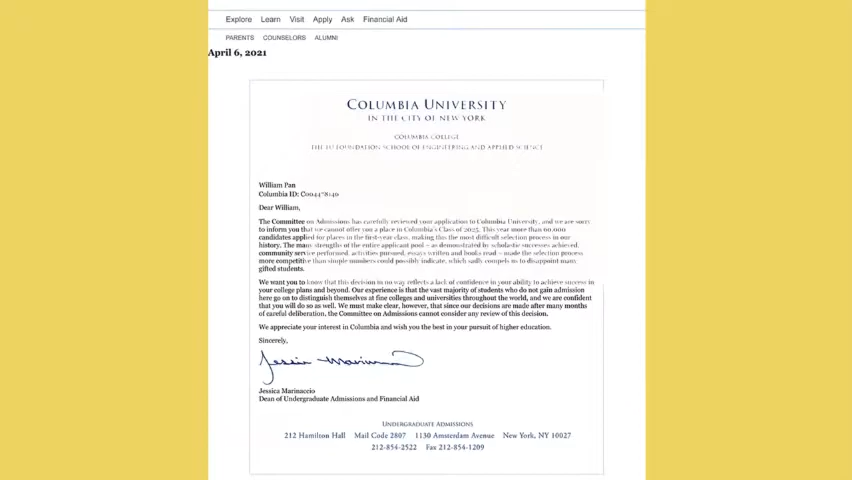 Explore Learn Visit Apply Ask Financial Aid
PARENTS COUNSELORS ALUMNI
April 6, 2021
COLUMBIA UNIVERSITY
IN THE CITY OF NEW YORK
COLUMBIA COLLEGE
THE FU FOUNDATION SCHOOL OF ENGINEERING AND APPLIED SCIENCE
William Pan
Columbia ID: C004478149
Dear William,
The Committee on Admissions has carefully reviewed your application to Columbia University, and we are sorry
to inform you that we cannot offer you a place in Columbia's Class of 2025. This year more than 60,000
candidates applied for places in the first-year class, making this the most difficult selection process in our
history. The many strengths of the entire applicant pool – as demonstrated by scholastic successes achieved,
community service performed, activities pursued, essays written and books read – made the selection process
more competitive than simple numbers could possibly indicate, which sadly compels us to disappoint many
gifted students.
We want you to know that this decision in no way reflects a lack of confidence in your ability to achieve success in
your college plans and beyond. Our experience is that the vast majority of students who do not gain admission
here go on to distinguish themselves at fine colleges and universities throughout the world, and we are confident
that you will do so as well. We must make clear, however, that since our decisions are made after many months
of careful deliberation, the Committee on Admissions cannot consider any review of this decision.
We appreciate your interest in Columbia and wish you the best in your pursuit of higher education.
Sincerely,
Jessica Marinaccio
Dean of Undergraduate Admissions and Financial Aid
UNDERGRADUATE ADMISSIONS
212 Hamilton Hall Mail Code 2807 1130 Amsterdam Avenue New York, NY 10027
212-854-2522 Fax 212-854-1209